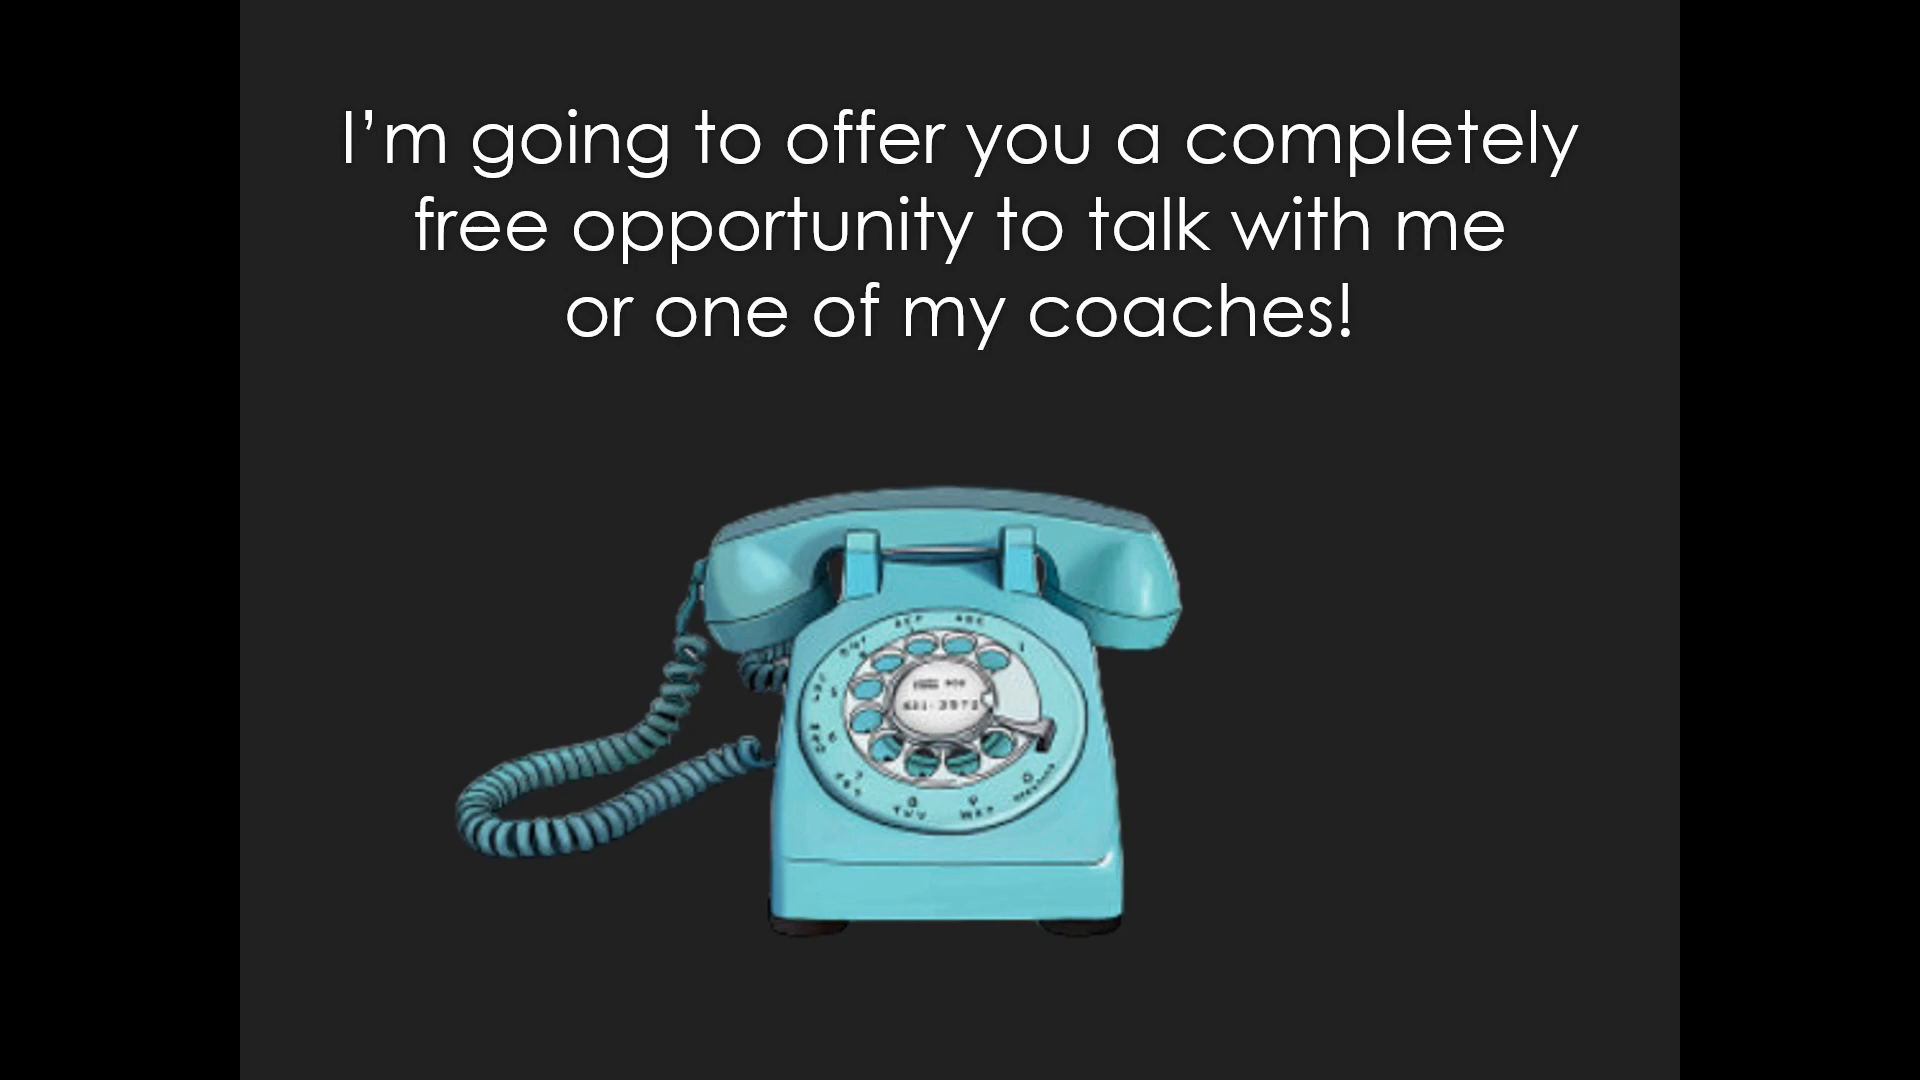 I’m going to offer you a completely
free opportunity to talk with me
or one of my coaches!